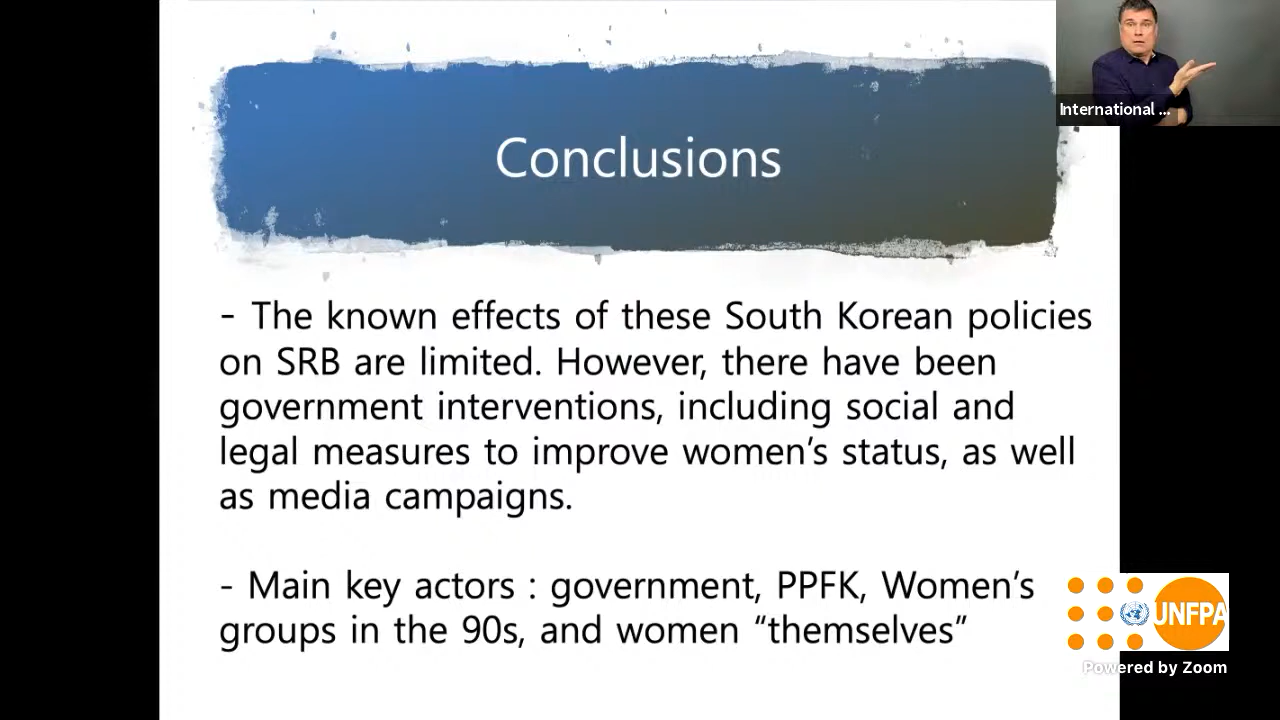 International ...
Conclusions
- The known effects of these South Korean policies
on SRB are limited. However, there have been
government interventions, including social and
legal measures to improve women’s status, as well
as media campaigns.
- Main key actors : government, PPFK, Women’s
groups in the 90s, and women “themselves”
UNFPA
Powered by Zoom